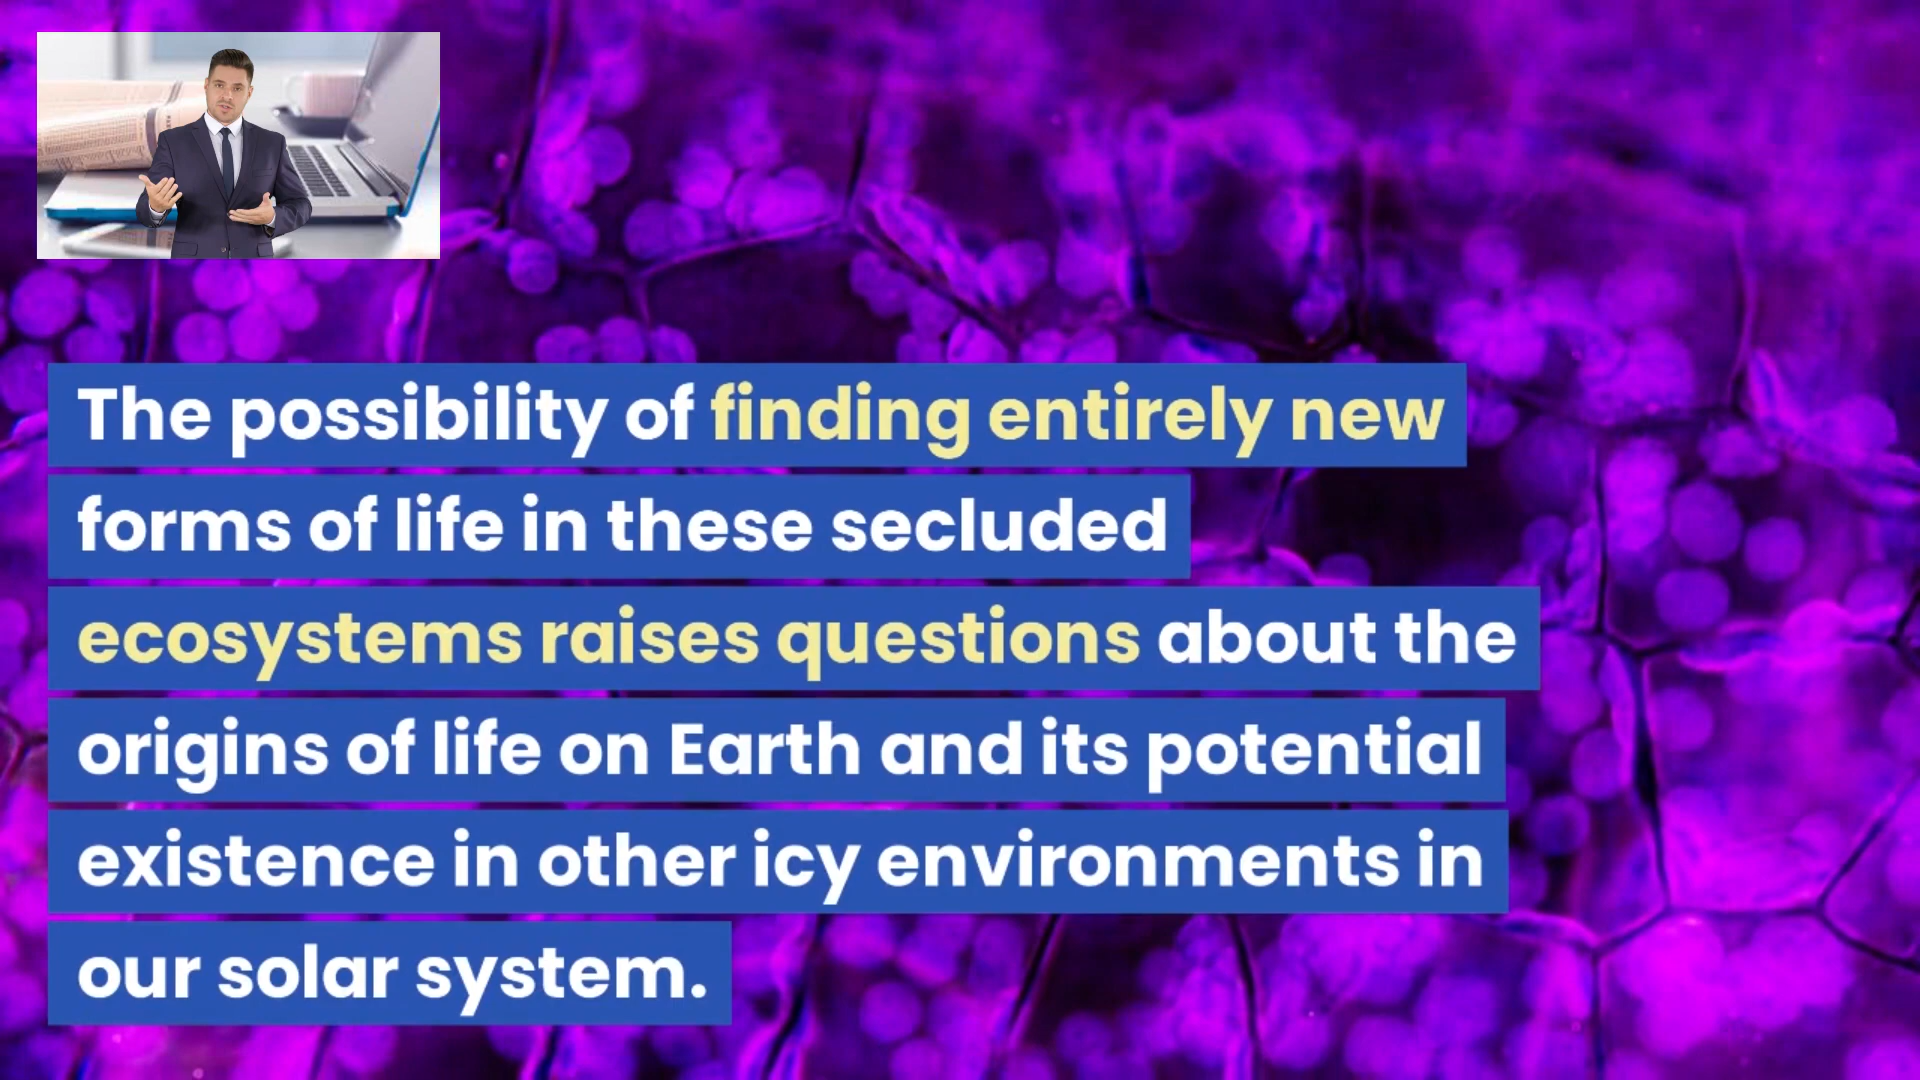 The possibility of finding entirely new
forms of life in these secluded
ecosystems raises questions about the
origins of life on Earth and its potential
existence in other icy environments in
our solar system.